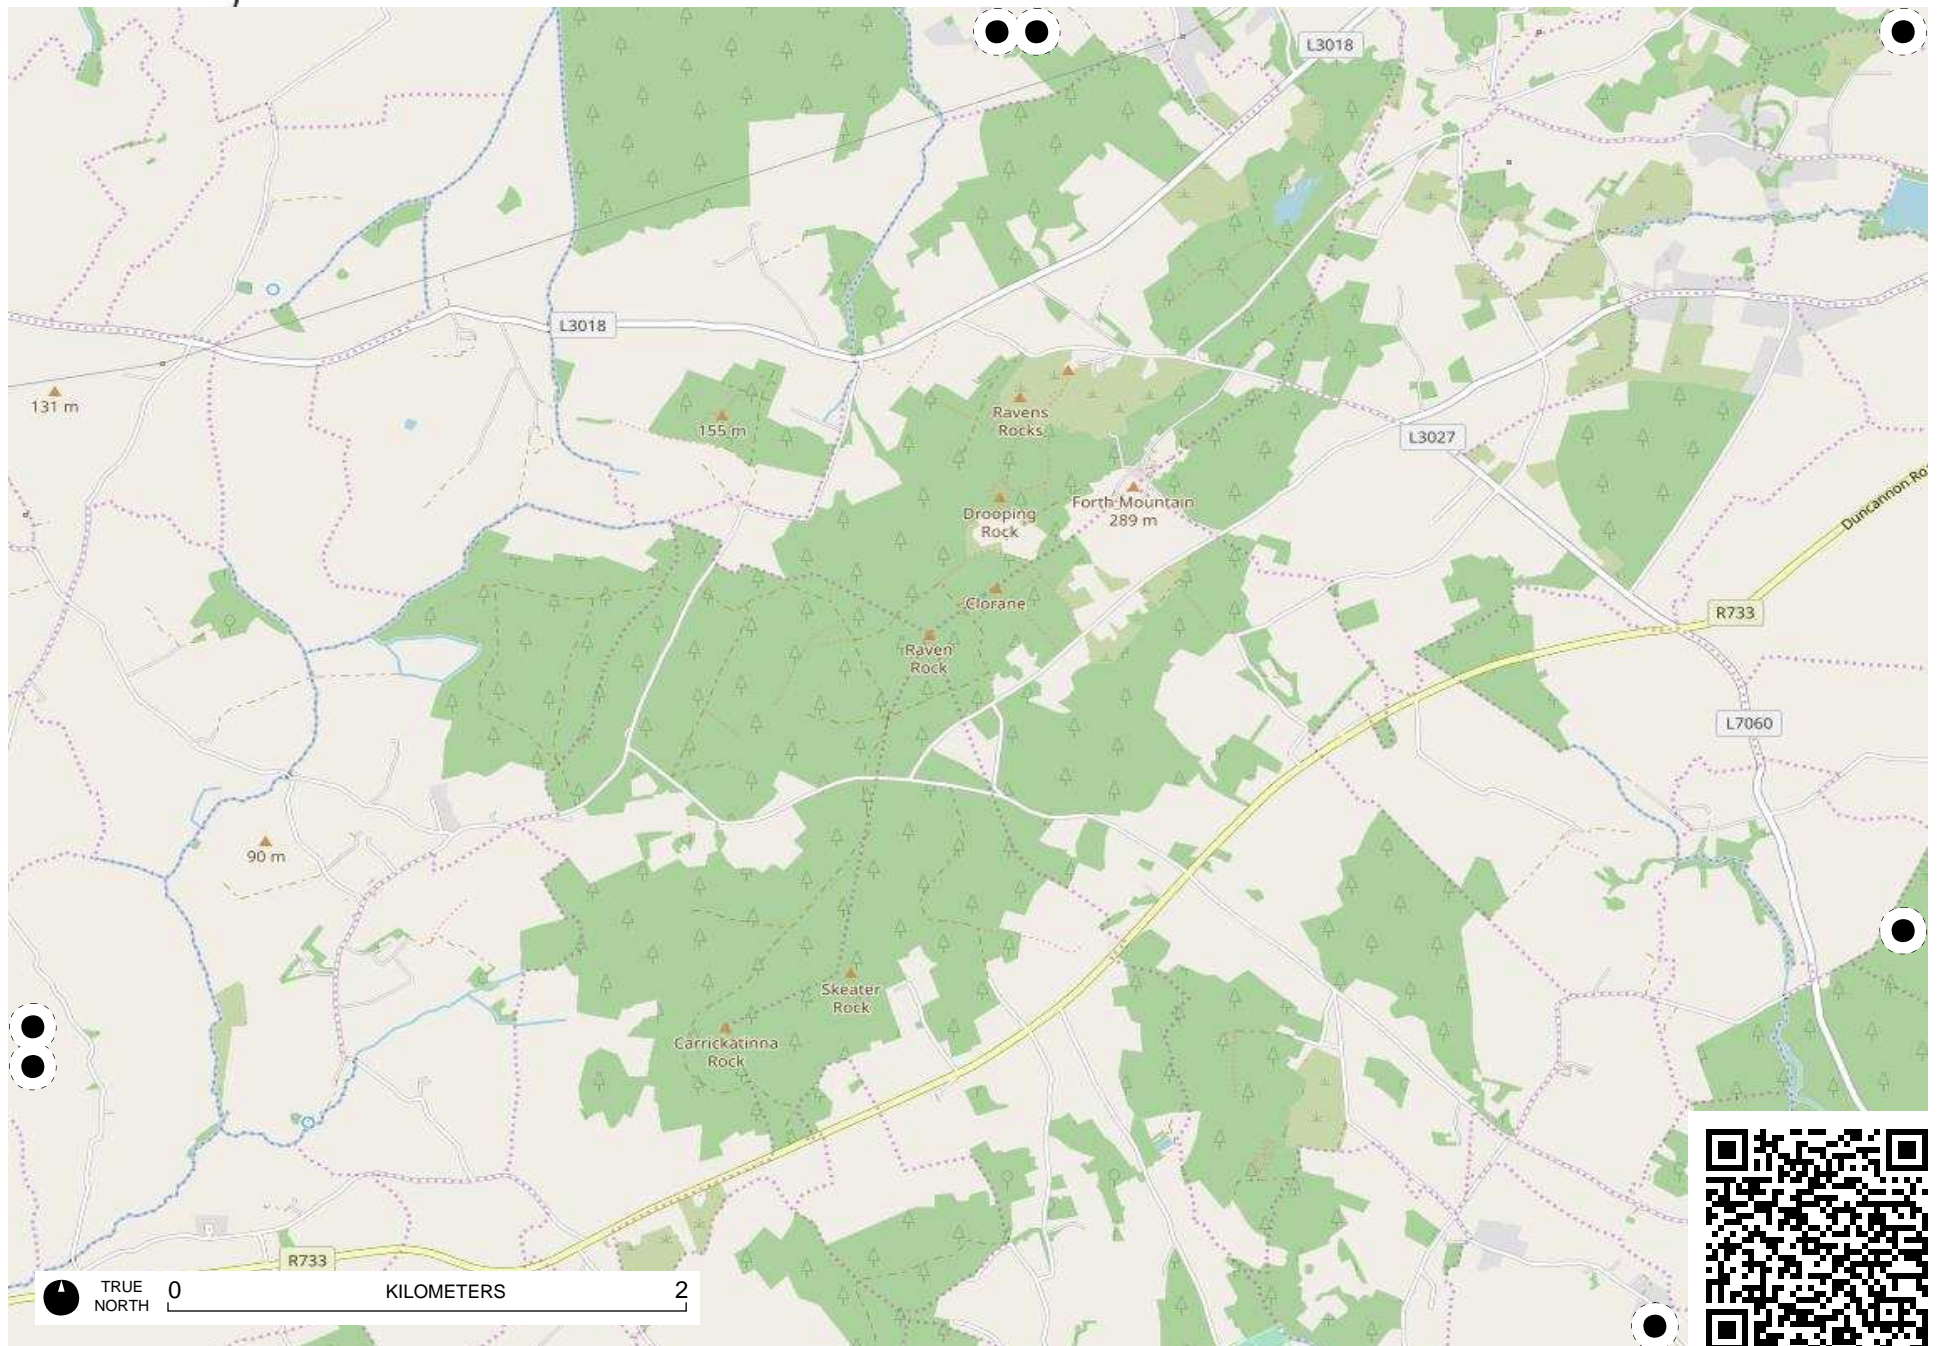 L3018
L3018
131 m
155 m
Ravens
Rocks
L3027
Drooping
Rock
Forth Mountain
289 m
Duncannon Ro
Clorane
R733
Raven
Rock
L7060
90 m
Skeater
Rock
Carrickatinna
Rock
R733
TRUE
NORTH
0 KILOMETERS 2